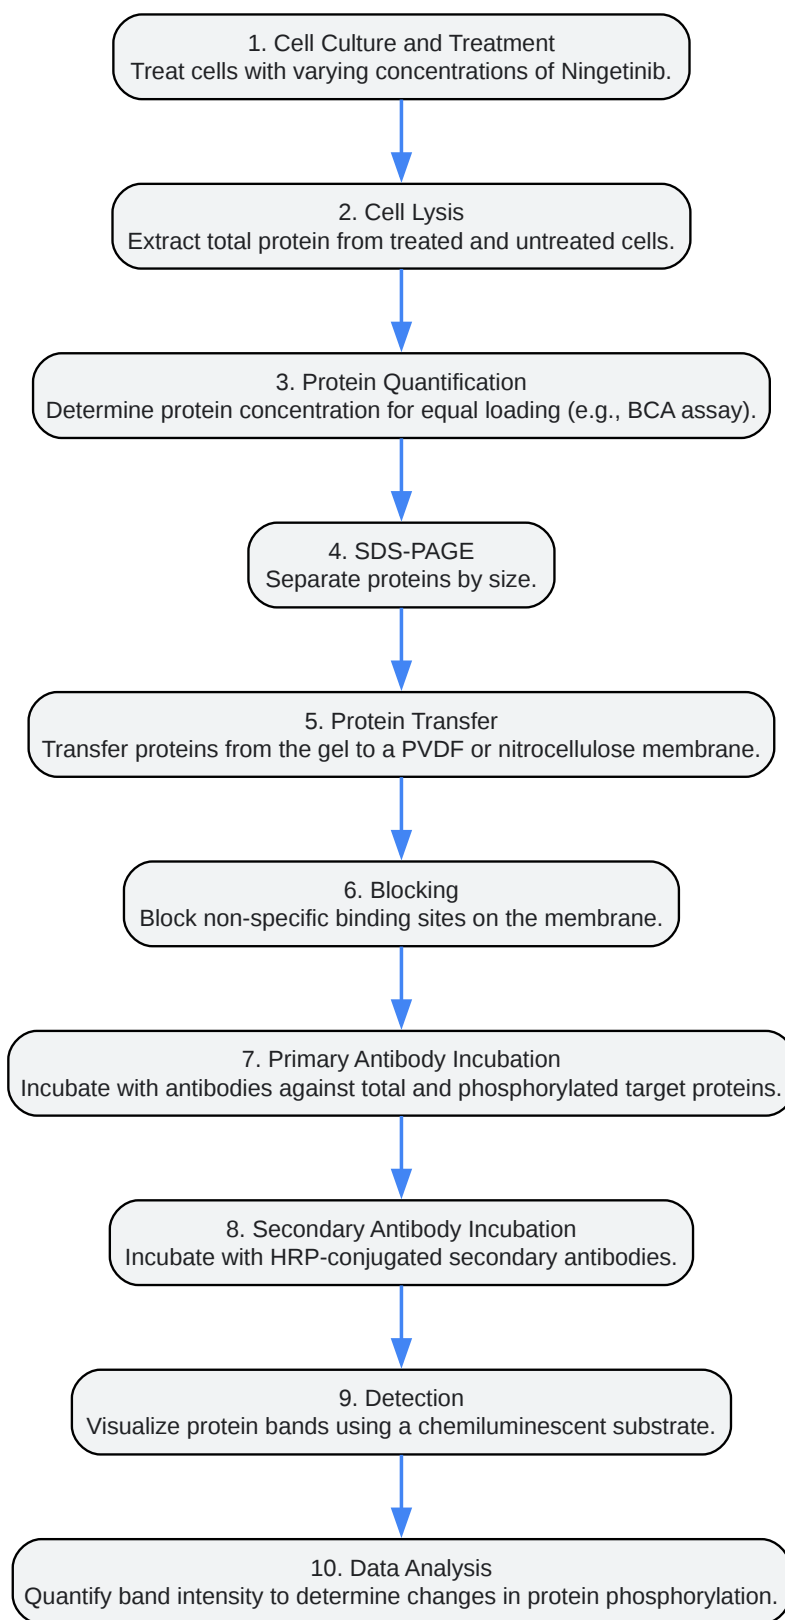 1. Cell Culture and Treatment
Treat cells with varying concentrations of Ningetinib.
2. Cell Lysis
Extract total protein from treated and untreated cells.
3. Protein Quantification
Determine protein concentration for equal loading (e.g., BCA assay).
4. SDS-PAGE
Separate proteins by size.
5. Protein Transfer
Transfer proteins from the gel to a PVDF or nitrocellulose membrane.
6. Blocking
Block non-specific binding sites on the membrane.
7. Primary Antibody Incubation
Incubate with antibodies against total and phosphorylated target proteins.
8. Secondary Antibody Incubation
Incubate with HRP-conjugated secondary antibodies.
9. Detection
Visualize protein bands using a chemiluminescent substrate.
10. Data Analysis
Quantify band intensity to determine changes in protein phosphorylation.